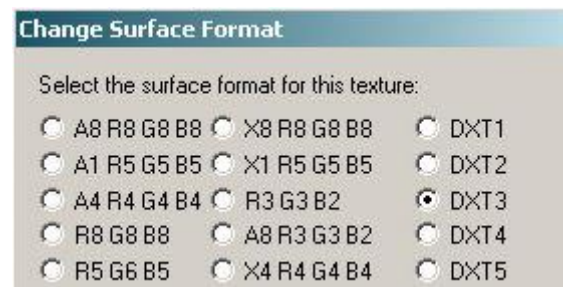 Change Surface Format
Select the surface format for this texture:
A8 R8 G8 B8 X8 R8 G8 B8 DXT1
A1 R5 G5 B5 X1 R5 G5 B5 DXT2
A4 R4 G4 B4 R3 G3 B2 DXT3
R8 G8 B8 A8 R3 G3 B2 DXT4
R5 G6 B5 X4 R4 G4 B4 DXT5